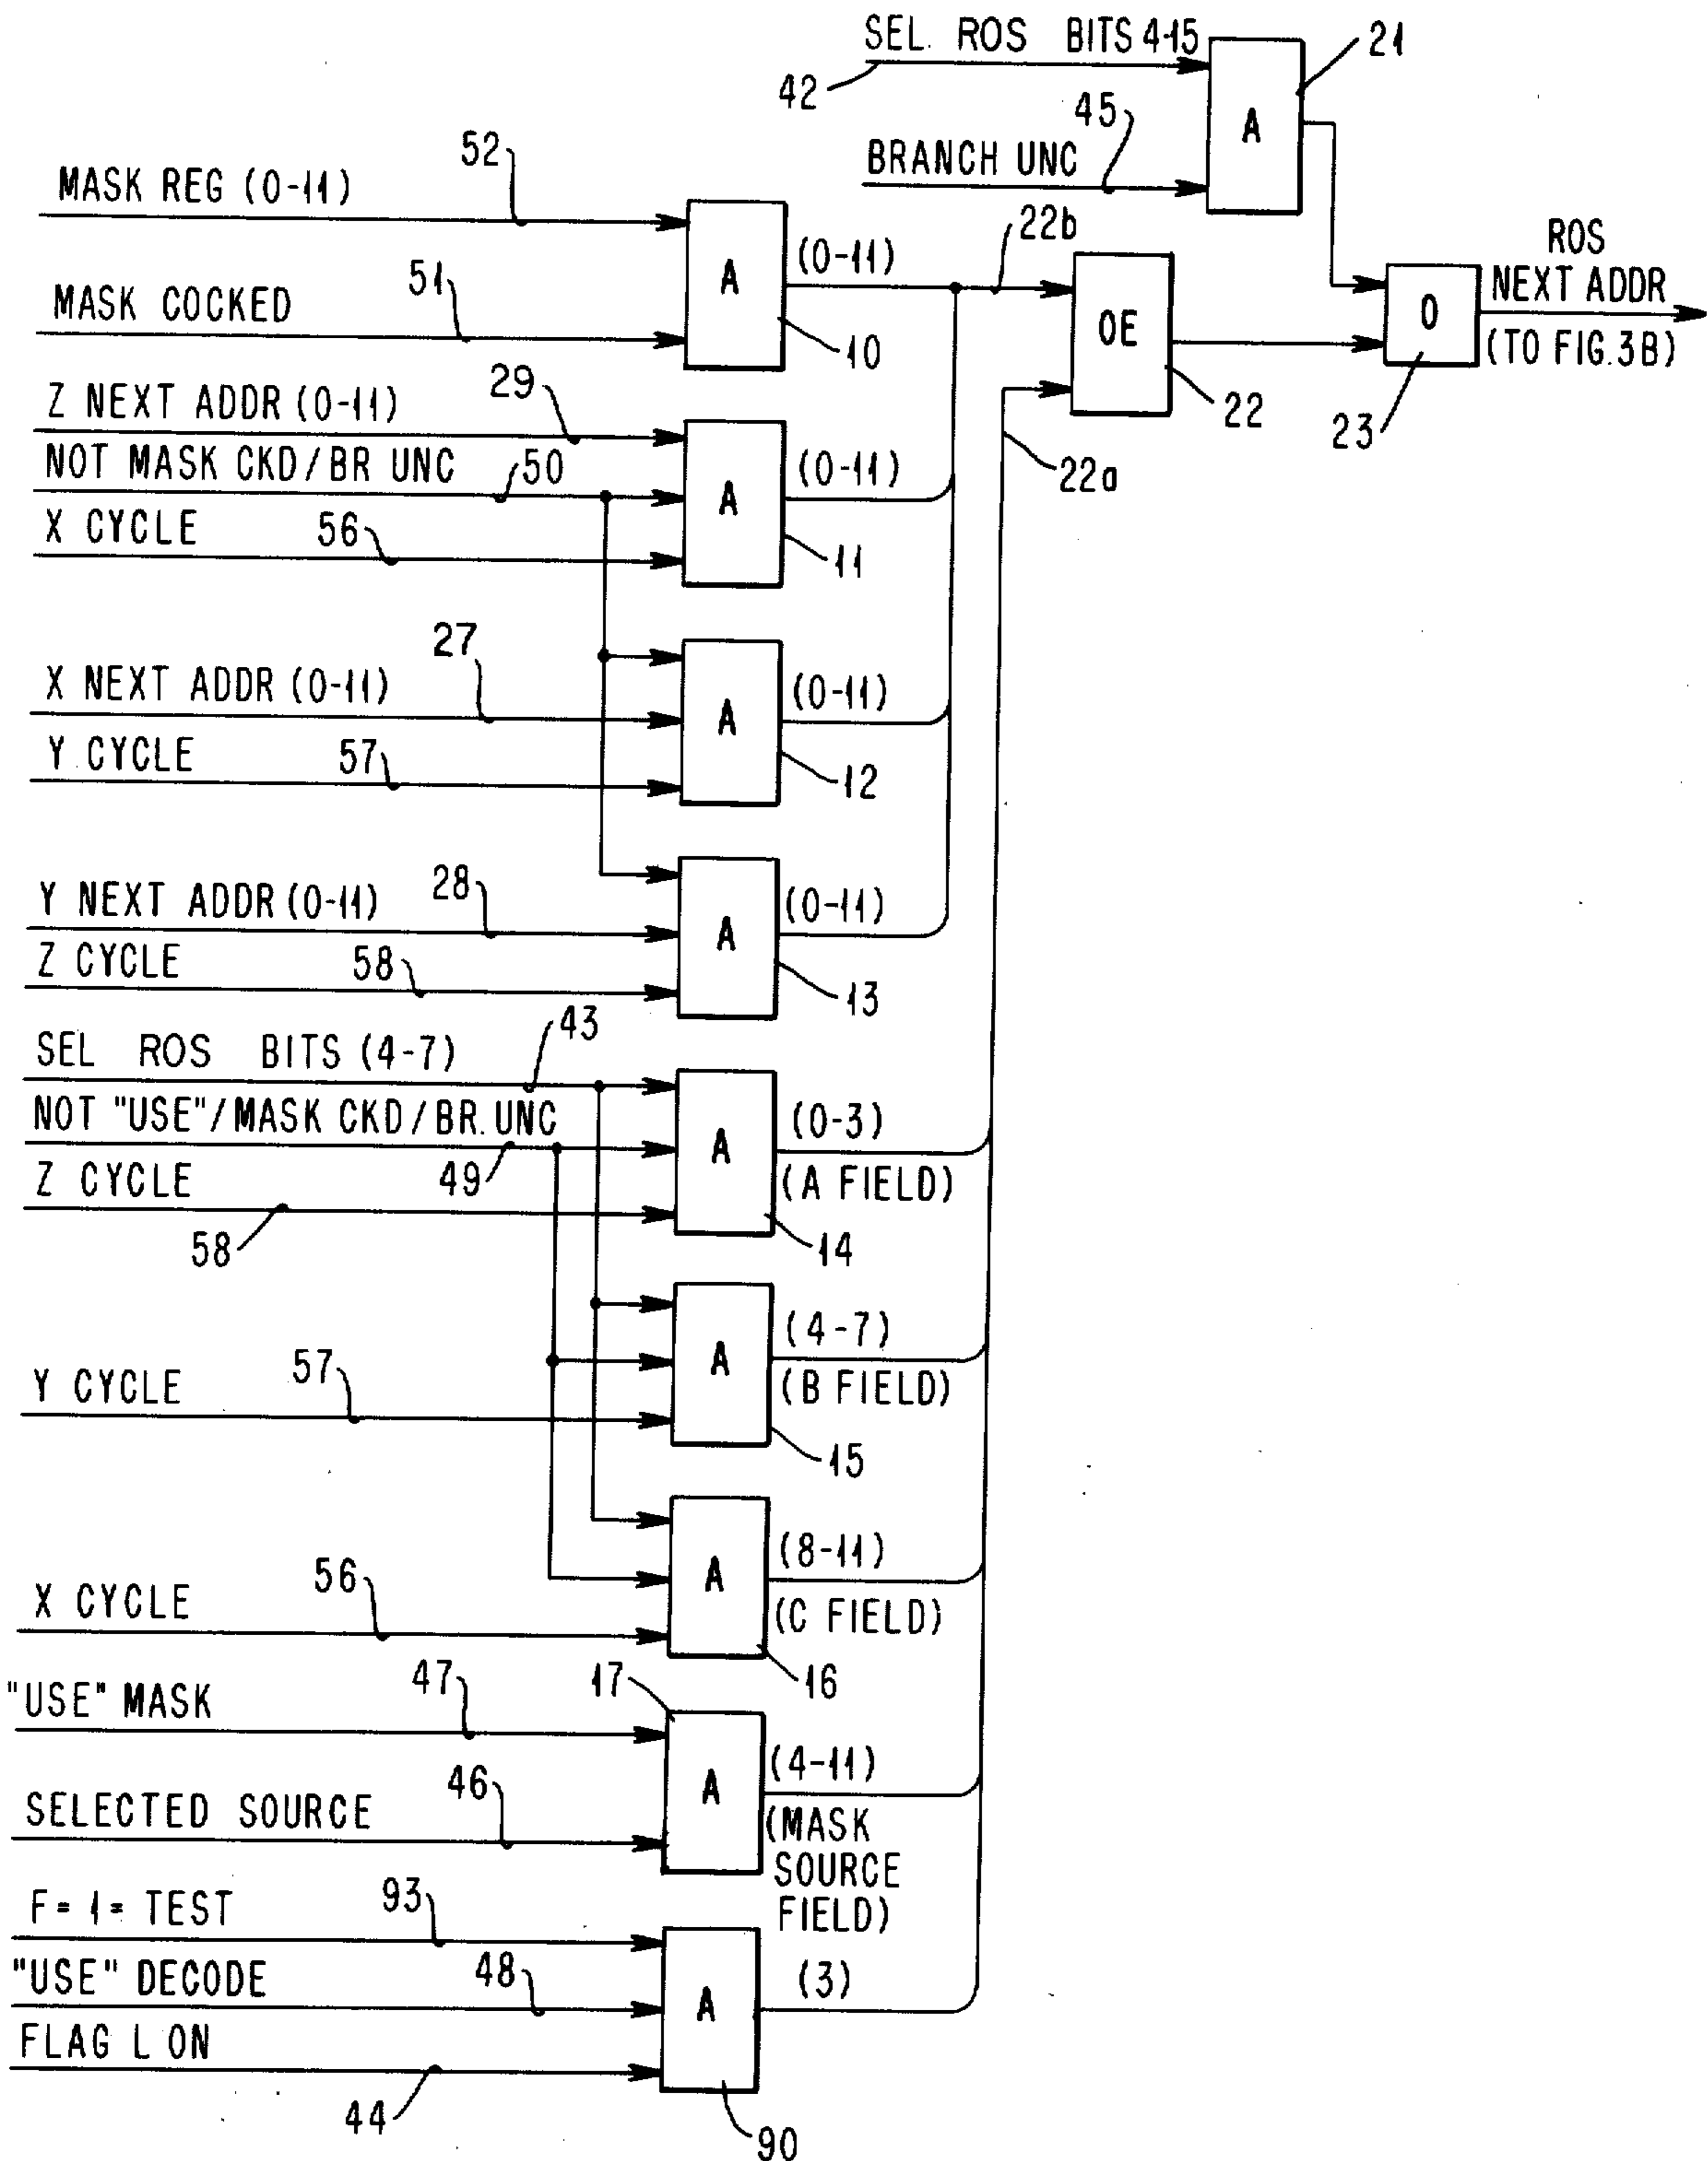 SEL. ROS BITS 4-15
21
42
A
45
BRANCH UNC
52
MASK REG (0-11)
22b
ROS
NEXT ADDR
(TO FIG.3B)
A
(0-11)
51
MASK COCKED
10
OE
O
22
23
29
Z NEXT ADDR (0-11)
NOT MASK CKD/BR UNC
50
X CYCLE
56
A
(0-11)
11
22a
27
X NEXT ADDR (0-11)
Y CYCLE
57
A
(0-11)
12
28
Y NEXT ADDR (0-11)
Z CYCLE
58
A
(0-11)
13
43
SEL ROS BITS (4-7)
NOT "USE"/MASK CKD/BR. UNC
49
Z CYCLE
58
A
(0-3)
(A FIELD)
14
57
Y CYCLE
A
(4-7)
(B FIELD)
15
56
X CYCLE
A
(8-11)
(C FIELD)
16
47
17
"USE" MASK
46
SELECTED SOURCE
A
(4-11)
(MASK
SOURCE
FIELD)
93
F=1= TEST
"USE" DECODE
48
FLAG L ON
44
A
(3)
90